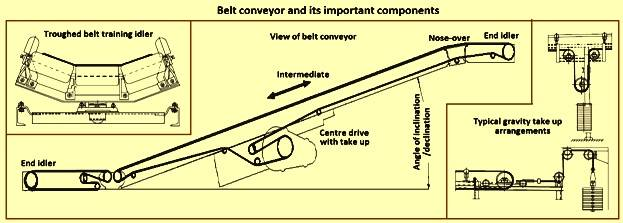 Belt conveyor and its important components
Troughed belt training idler
View of belt conveyor
Nose-over
End idler
Intermediate
Centre drive
with take up
Angle of inclination
/declination
Typical gravity take up
arrangements
End idler